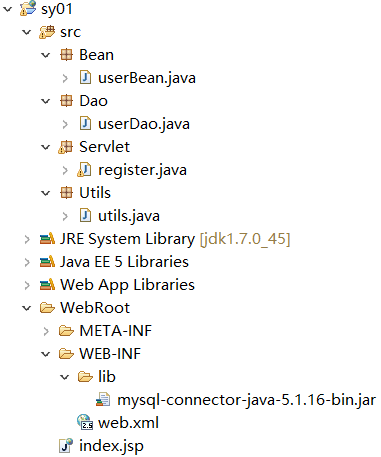 sy01
src
Bean
userBean.java
Dao
userDao.java
Servlet
register.java
Utils
utils.java
JRE System Library [jdk1.7.0_45]
Java EE 5 Libraries
Web App Libraries
WebRoot
META-INF
WEB-INF
lib
mysql-connector-java-5.1.16-bin.jar
web.xml
index.jsp